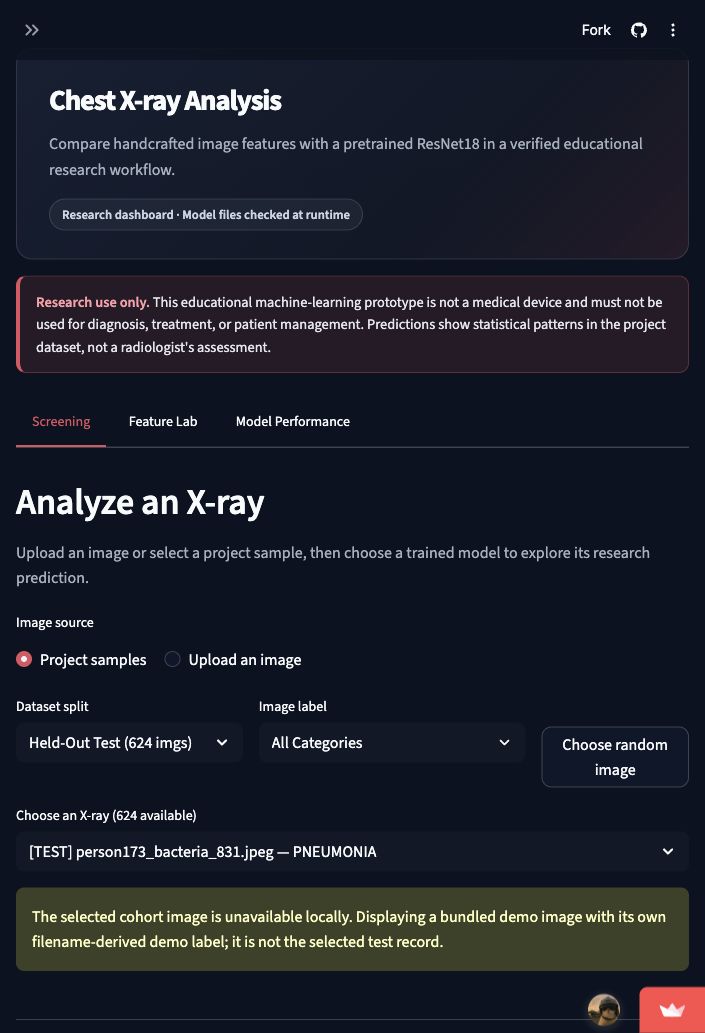 Fork
Chest X-ray Analysis
Compare handcrafted image features with a pretrained ResNet18 in a verified educational
research workflow.
Research dashboard · Model files checked at runtime
Research use only. This educational machine-learning prototype is not a medical device and must not be
used for diagnosis, treatment, or patient management. Predictions show statistical patterns in the project
dataset, not a radiologist's assessment.
Screening Feature Lab Model Performance
Analyze an X-ray
Upload an image or select a project sample, then choose a trained model to explore its research
prediction.
Image source
Project samples Upload an image
Dataset split Image label
Held-Out Test (624 imgs) All Categories Choose random
image
Choose an X-ray (624 available)
[TEST] person173_bacteria_831.jpeg — PNEUMONIA
The selected cohort image is unavailable locally. Displaying a bundled demo image with its own
filename-derived demo label; it is not the selected test record.